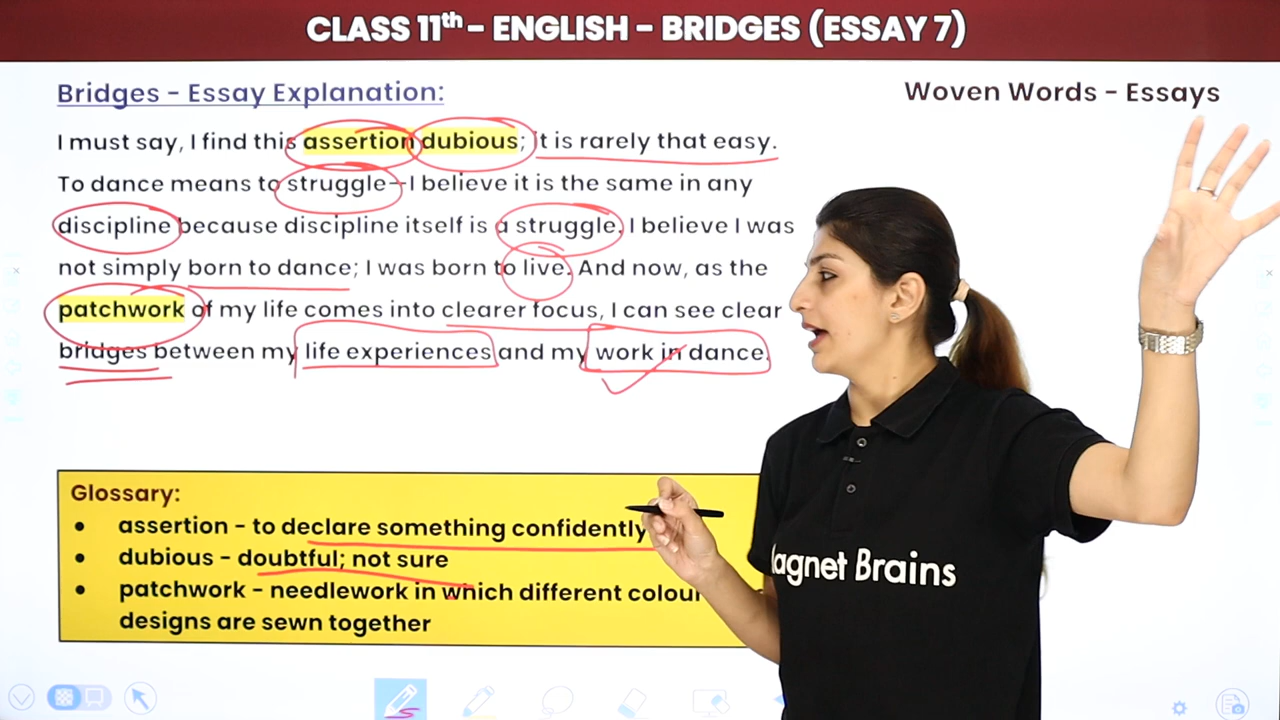 CLASS 11th - ENGLISH - BRIDGES (ESSAY 7)
Bridges - Essay Explanation:
Woven Words - Essays
I must say, I find this assertion dubious; it is rarely that easy.
To dance means to struggle—I believe it is the same in any
discipline because discipline itself is a struggle. I believe I was
not simply born to dance; I was born to live. And now, as the
patchwork of my life comes into clearer focus, I can see clear
bridges between my life experiences and my work in dance.
Glossary:
• assertion - to declare something confidently
• dubious - doubtful; not sure
• patchwork - needlework in which different colour
designs are sewn together
agnet Brains